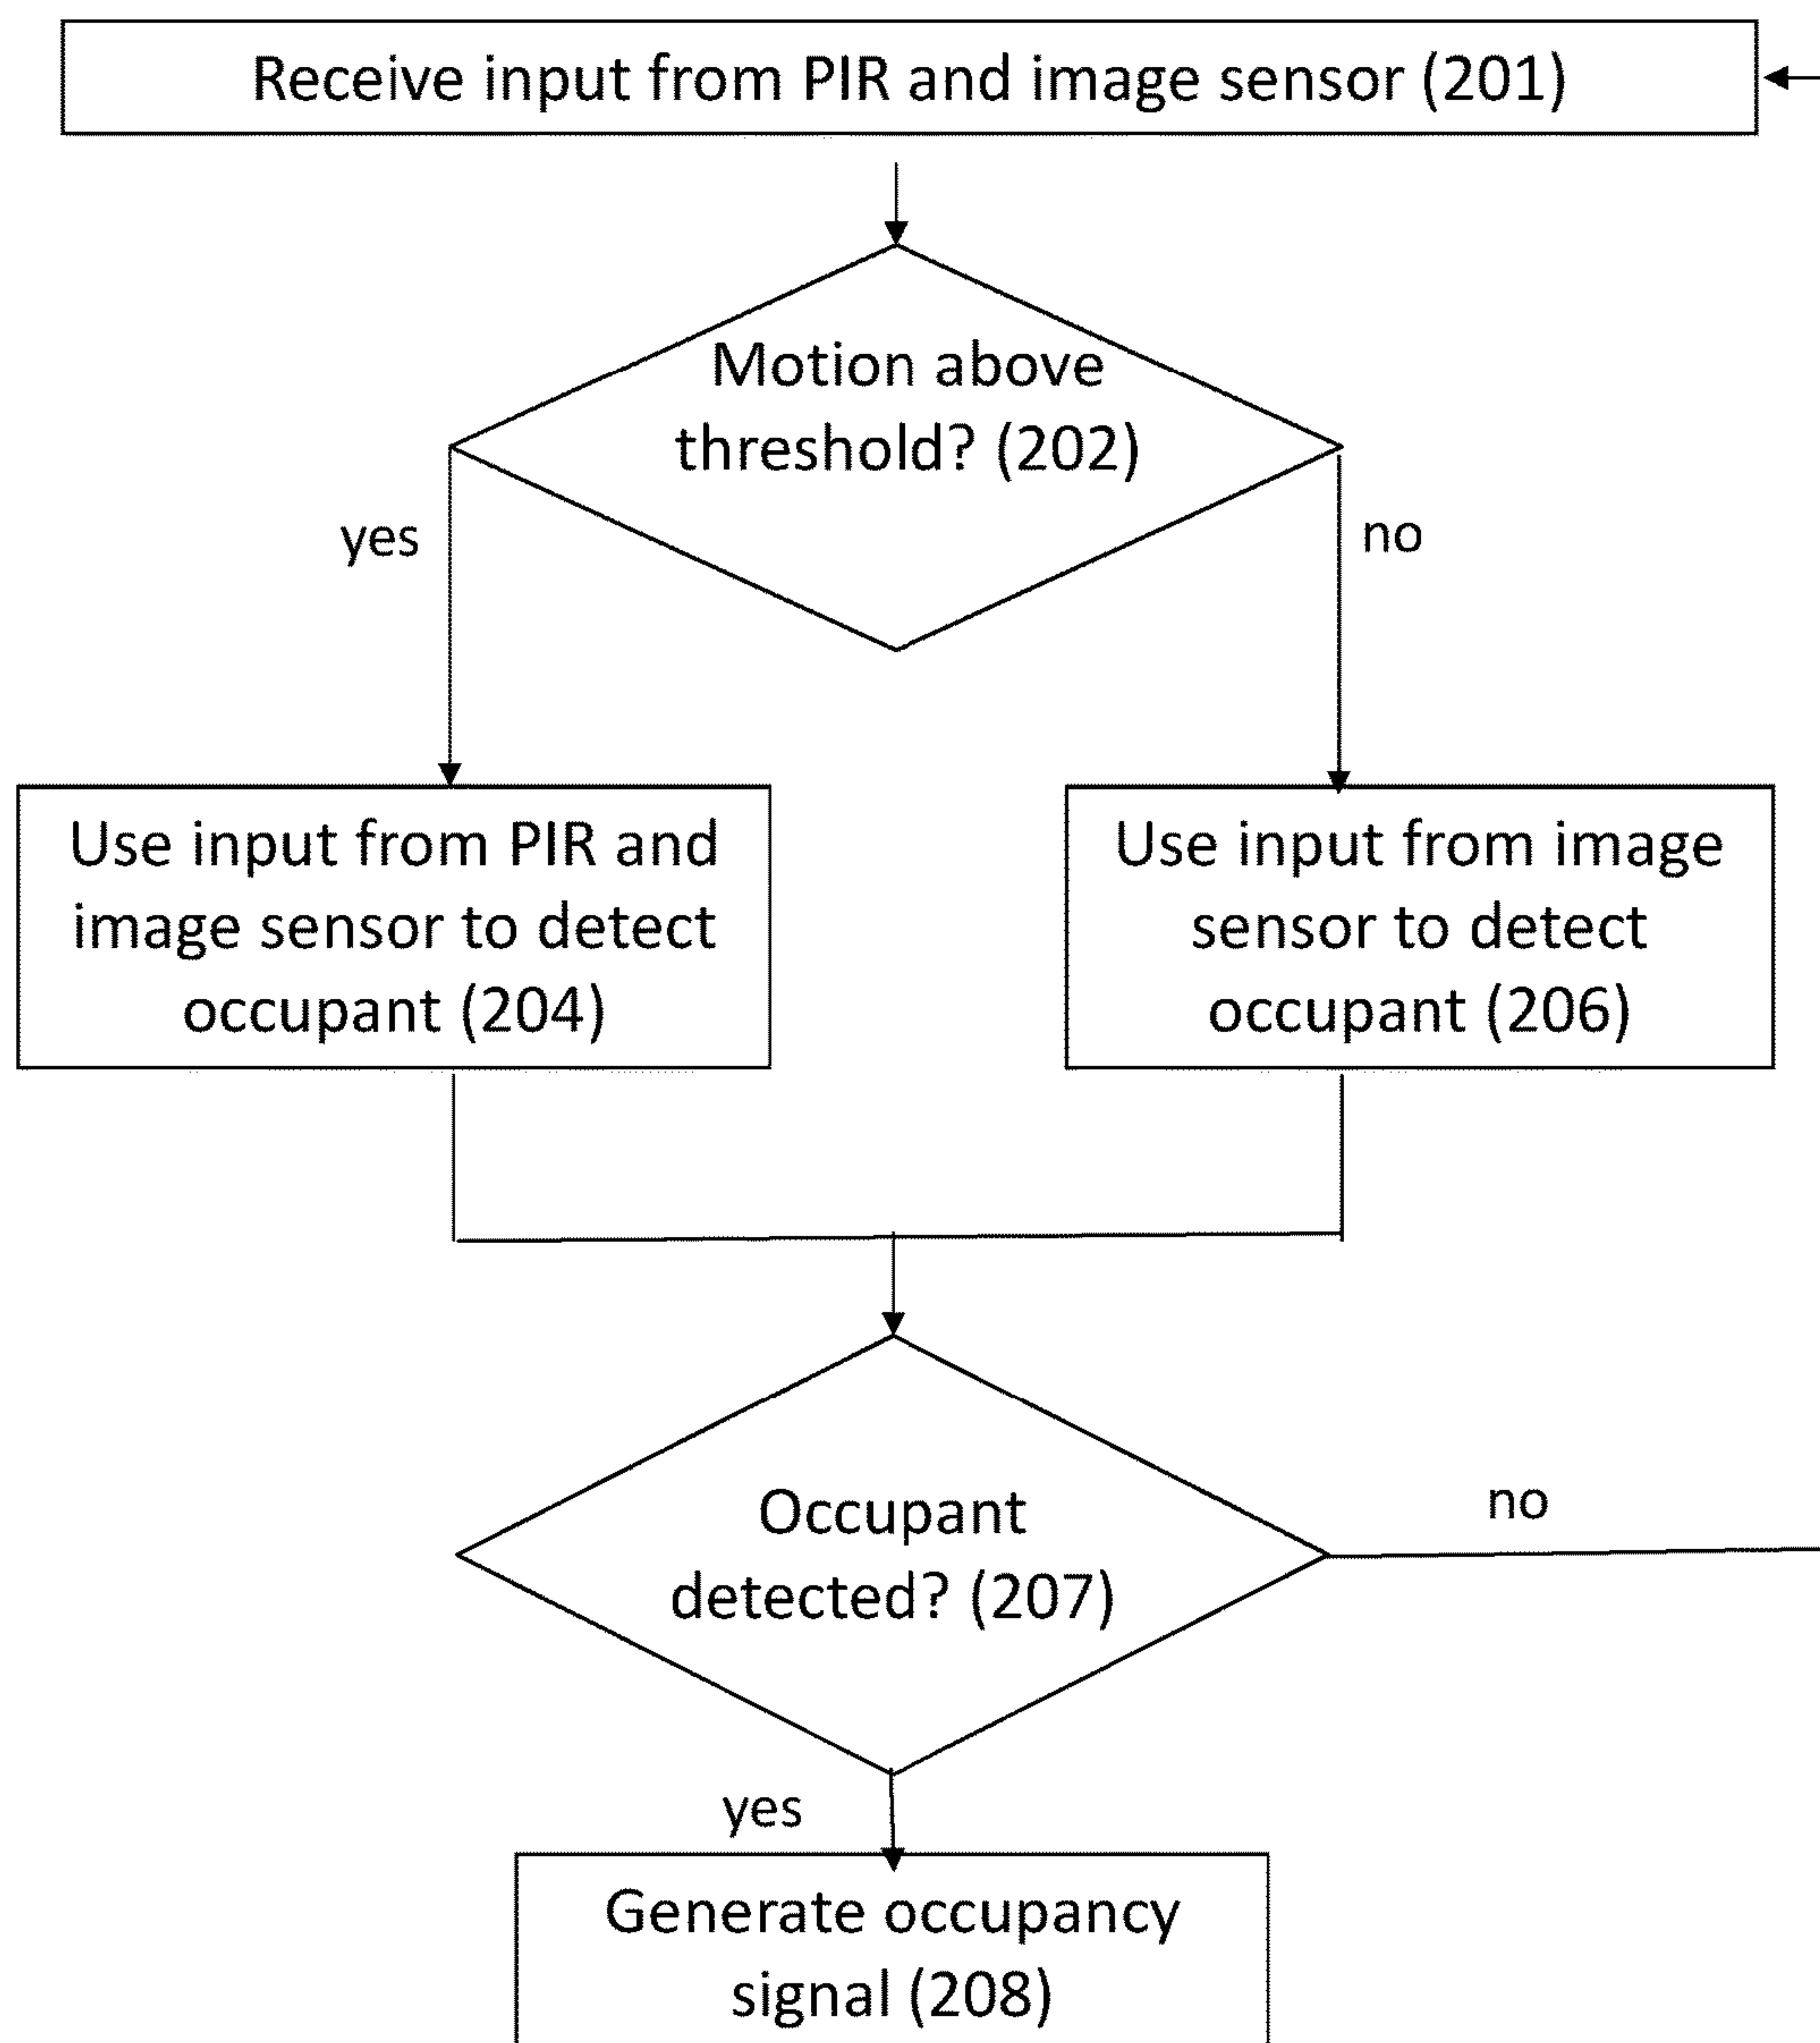 Receive input from PIR and image sensor (201)
Motion above
threshold? (202)
yes
no
Use input from PIR and
image sensor to detect
occupant (204)
Use input from image
sensor to detect
occupant (206)
Occupant
detected? (207)
no
yes
Generate occupancy
signal (208)